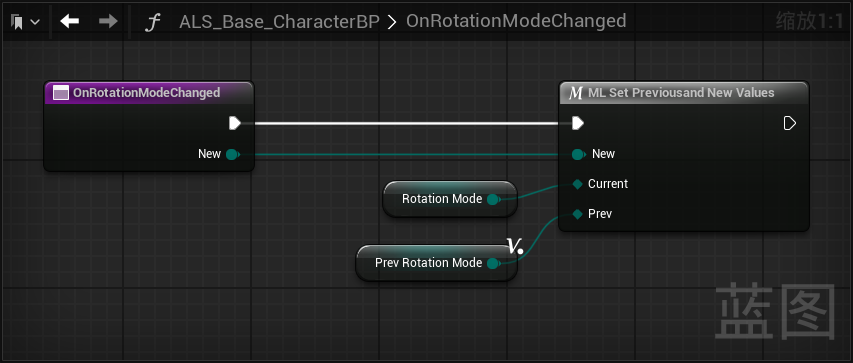 ALS_Base_CharacterBP > OnRotationModeChanged
缩放1:1
OnRotationModeChanged
ML Set Previousand New Values
New
New
Rotation Mode
Current
Prev
Prev Rotation Mode
V.
蓝图